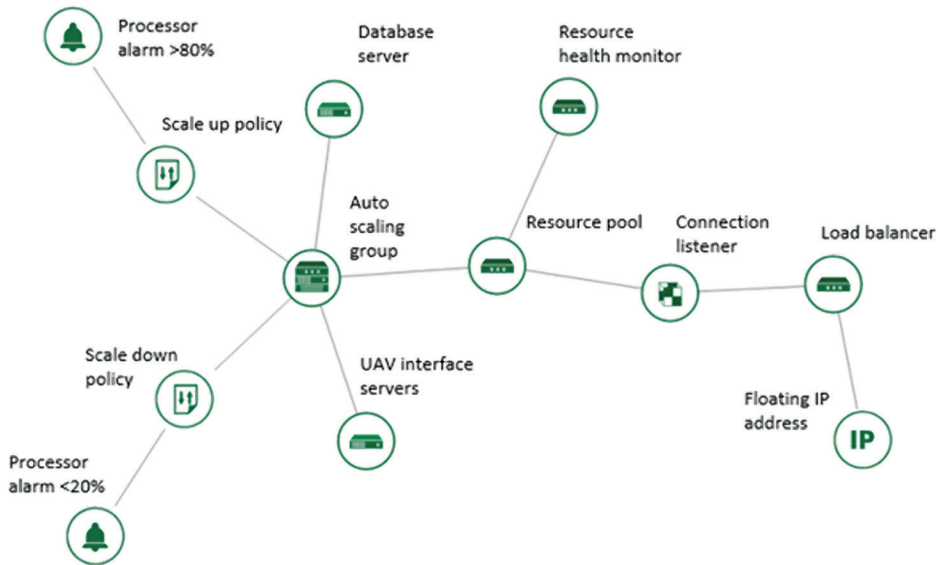 Processor
alarm >80%
Database
server
Resource
health monitor
Scale up policy
Auto
scaling
group
Resource pool
Connection
listener
Load balancer
Scale down
policy
UAV interface
servers
Floating IP
address
IP
Processor
alarm <20%